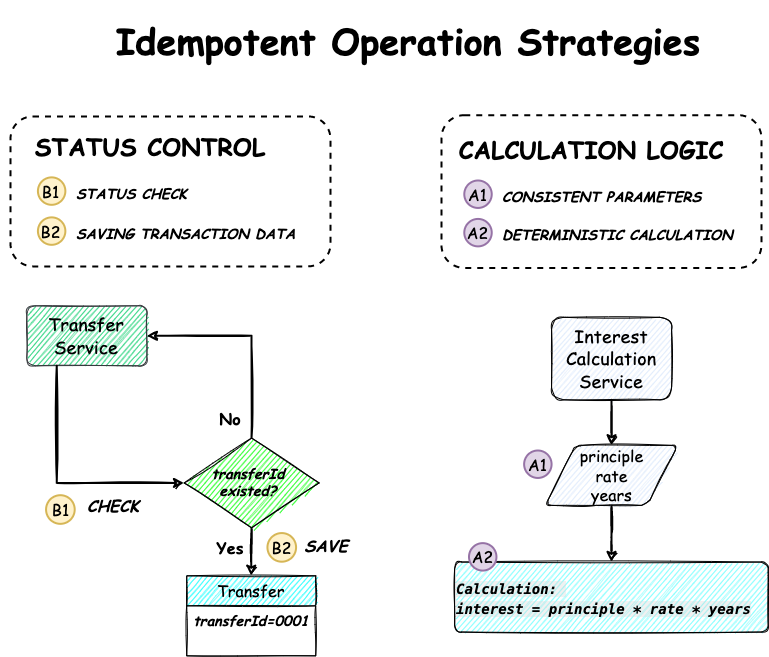 Idempotent Operation Strategies
STATUS CONTROL
B1 STATUS CHECK
B2 SAVING TRANSACTION DATA
CALCULATION LOGIC
A1 CONSISTENT PARAMETERS
A2 DETERMINISTIC CALCULATION
Transfer
Service
No
transferId
existed?
B1 CHECK
Yes
B2 SAVE
Transfer
transferId=0001
Interest
Calculation
Service
A1
principle
rate
years
A2
Calculation:
interest = principle * rate * years